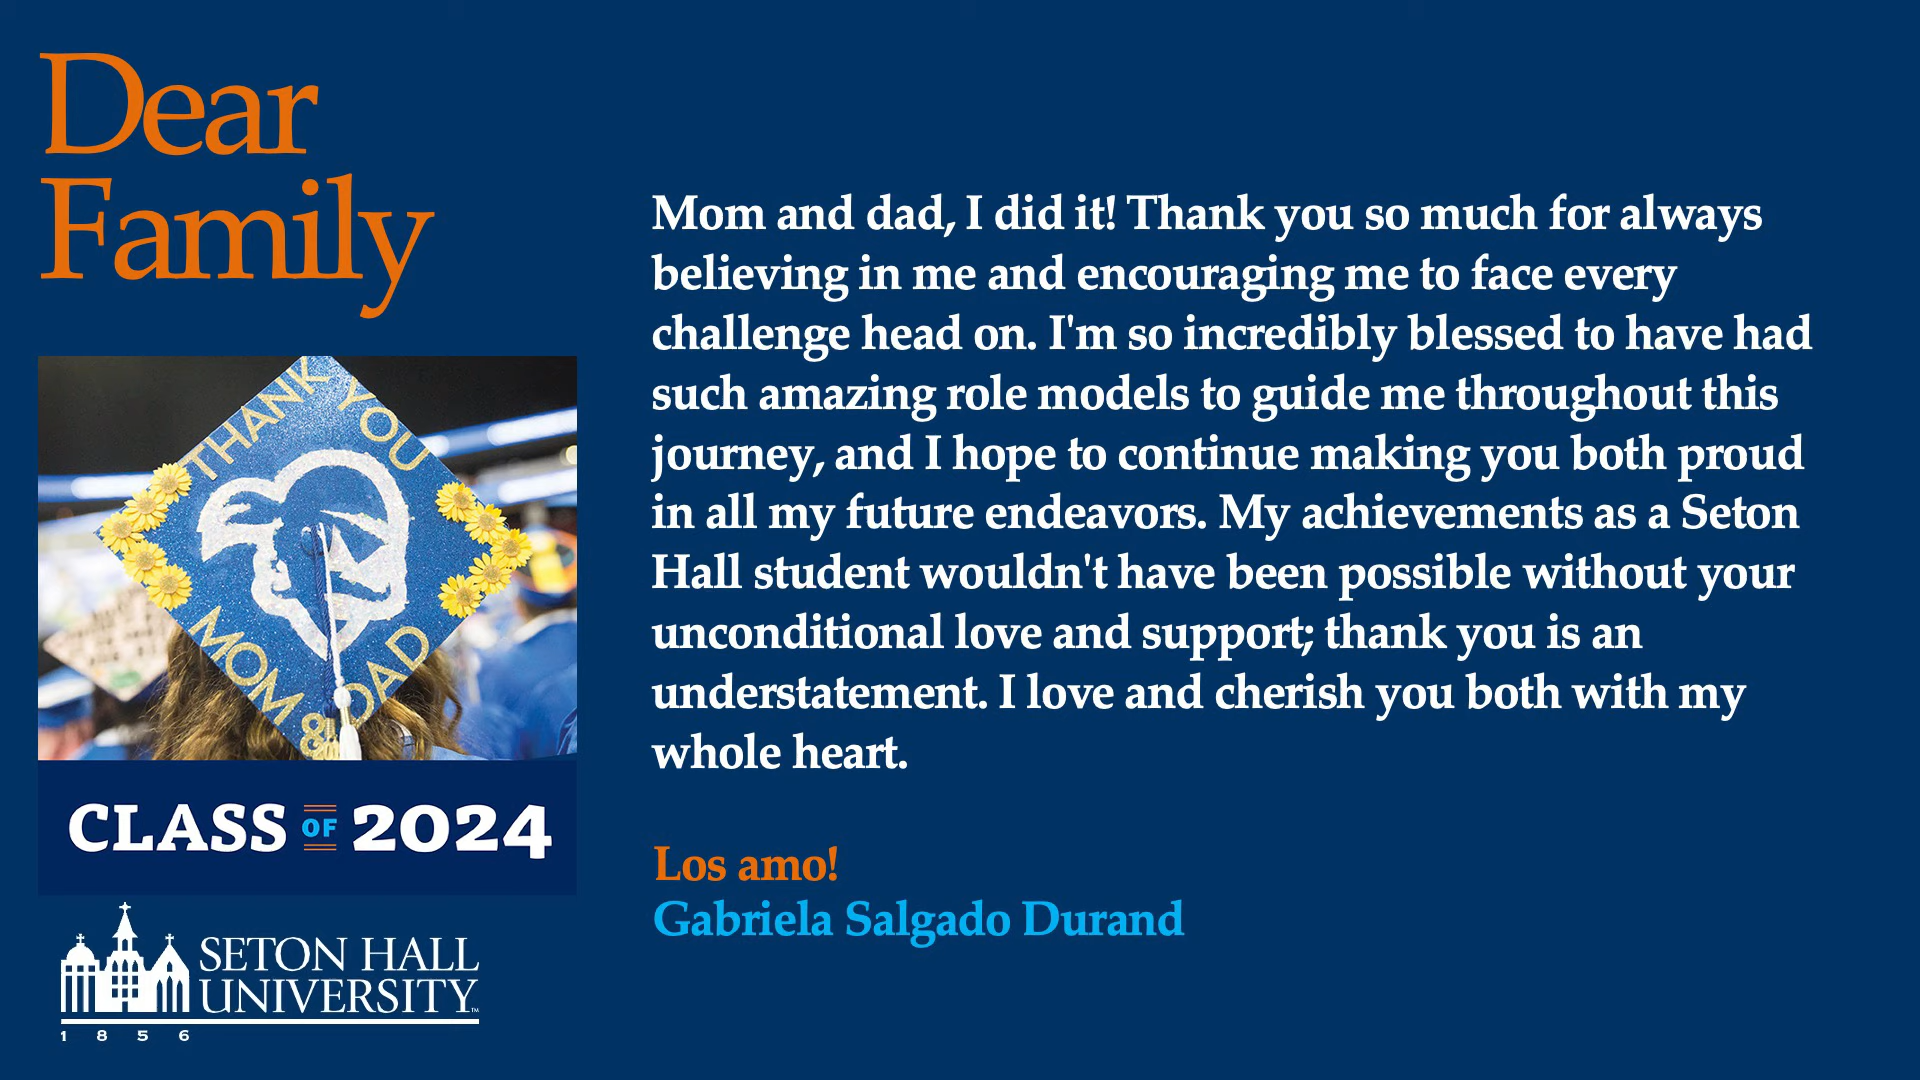 Dear
Family
THANK YOU
MOM & DAD
CLASS OF 2024
SETON HALL
UNIVERSITY™
1 8 5 6
Mom and dad, I did it! Thank you so much for always
believing in me and encouraging me to face every
challenge head on. I'm so incredibly blessed to have had
such amazing role models to guide me throughout this
journey, and I hope to continue making you both proud
in all my future endeavors. My achievements as a Seton
Hall student wouldn't have been possible without your
unconditional love and support; thank you is an
understatement. I love and cherish you both with my
whole heart.
Los amo!
Gabriela Salgado Durand